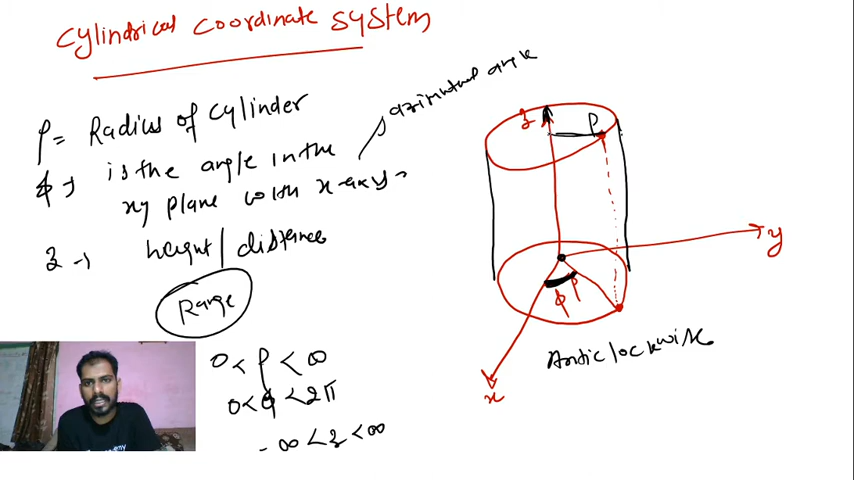 Cylindrical coordinate system
ρ = Radius of cylinder
azimutal angle
ϕ → is the angle in the
xy plane with x-axis
z → height / distance
Range
0 < ρ < ∞
0 < ϕ < 2π
-∞ < z < ∞
z
ρ
y
ϕ
ρ
x
Anticlockwise